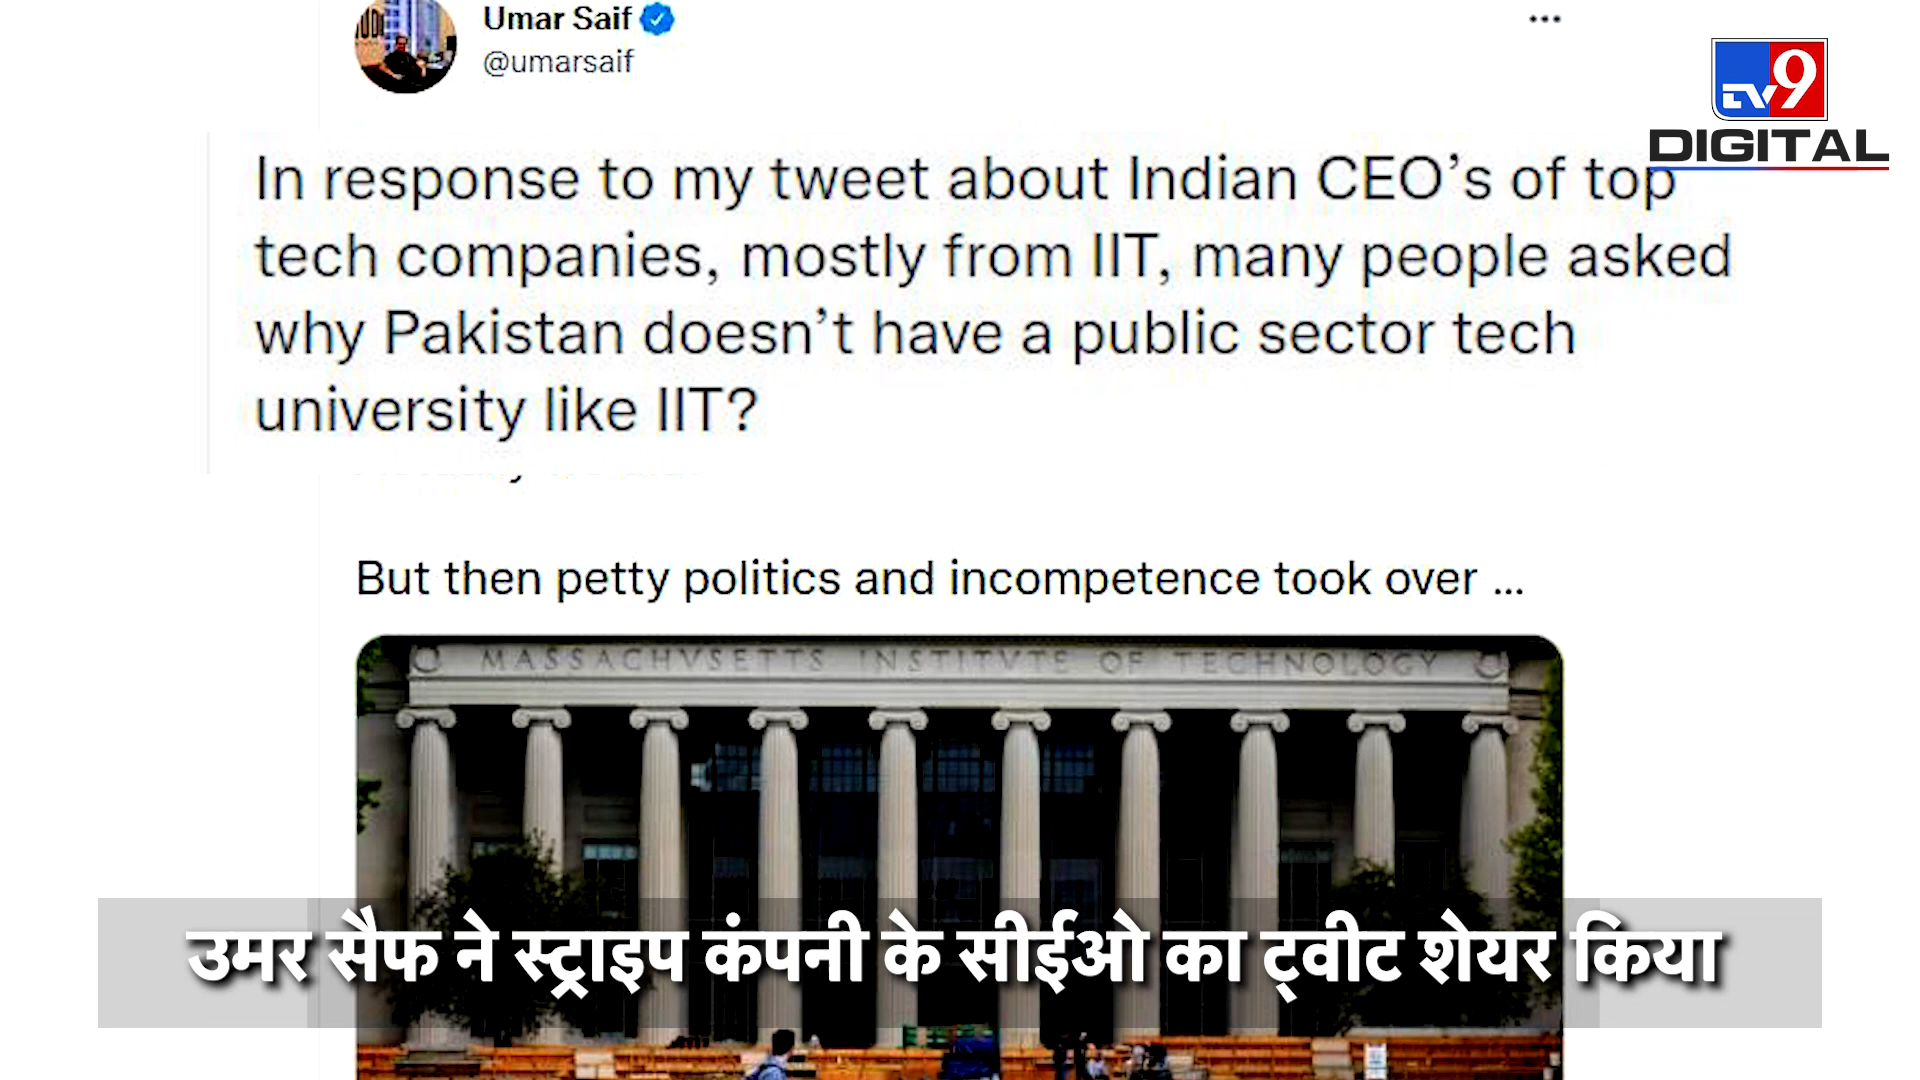 Umar Saif
@umarsaif
TV9
DIGITAL
In response to my tweet about Indian CEO’s of top
tech companies, mostly from IIT, many people asked
why Pakistan doesn’t have a public sector tech
university like IIT?
But then petty politics and incompetence took over ...
MASSACHVSETTS INSTITVTE OF TECHNOLOGY
उमर सैफ ने स्ट्राइप कंपनी के सीईओ का ट्वीट शेयर किया